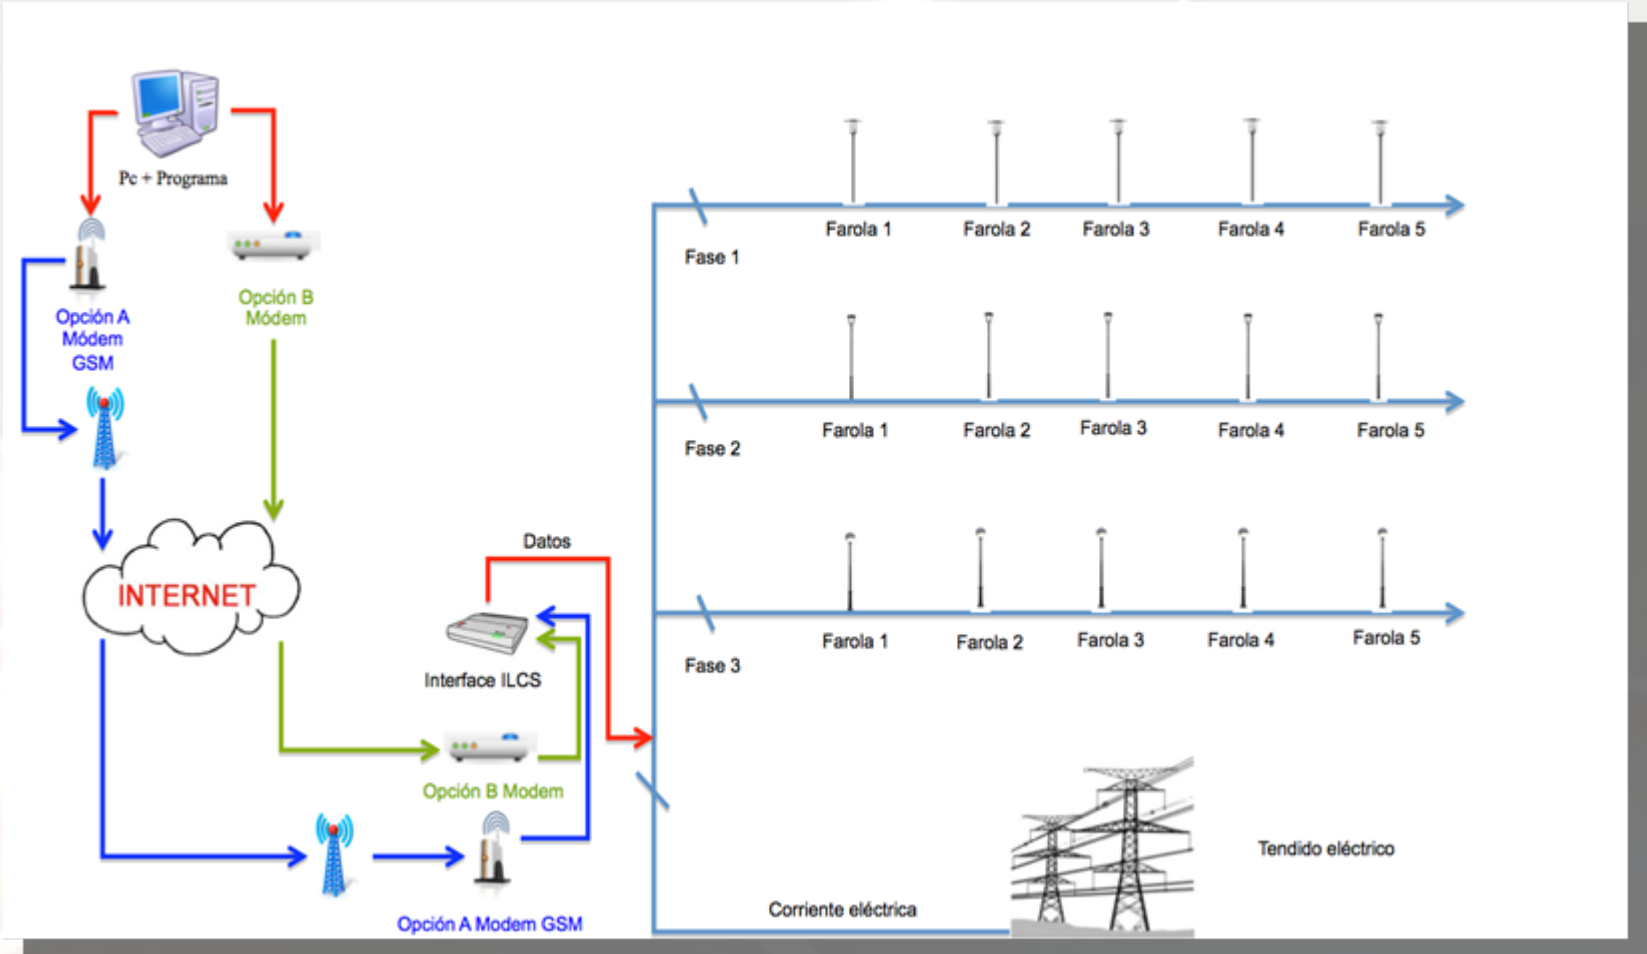 Pc + Programa
Opción A
Módem
GSM
Opción B
Módem
INTERNET
Datos
Interface ILCS
Opción B Modem
Opción A Modem GSM
Fase 1
Farola 1
Farola 2
Farola 3
Farola 4
Farola 5
Fase 2
Farola 1
Farola 2
Farola 3
Farola 4
Farola 5
Fase 3
Farola 1
Farola 2
Farola 3
Farola 4
Farola 5
Tendido eléctrico
Corriente eléctrica